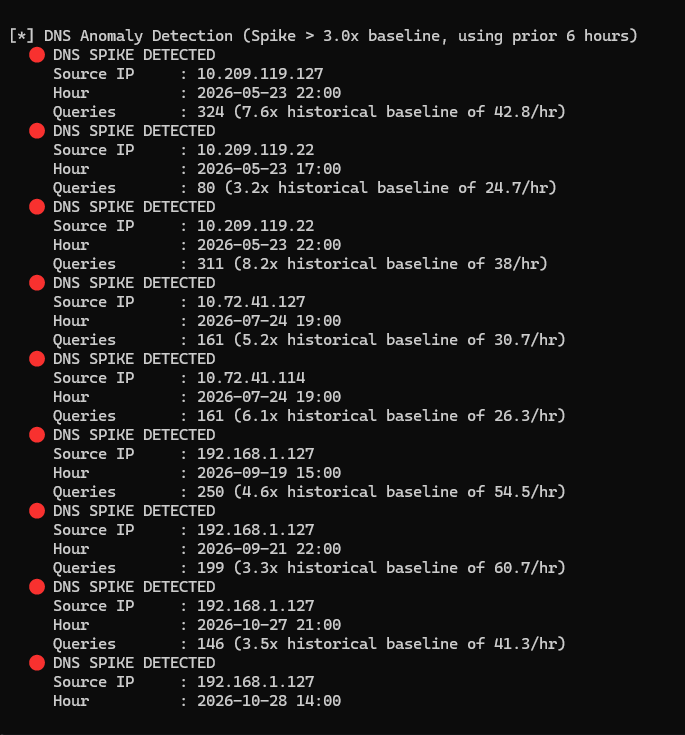 [*] DNS Anomaly Detection (Spike > 3.0x baseline, using prior 6 hours)
🔴 DNS SPIKE DETECTED
Source IP : 10.209.119.127
Hour : 2026-05-23 22:00
Queries : 324 (7.6x historical baseline of 42.8/hr)
🔴 DNS SPIKE DETECTED
Source IP : 10.209.119.22
Hour : 2026-05-23 17:00
Queries : 80 (3.2x historical baseline of 24.7/hr)
🔴 DNS SPIKE DETECTED
Source IP : 10.209.119.22
Hour : 2026-05-23 22:00
Queries : 311 (8.2x historical baseline of 38/hr)
🔴 DNS SPIKE DETECTED
Source IP : 10.72.41.127
Hour : 2026-07-24 19:00
Queries : 161 (5.2x historical baseline of 30.7/hr)
🔴 DNS SPIKE DETECTED
Source IP : 10.72.41.114
Hour : 2026-07-24 19:00
Queries : 161 (6.1x historical baseline of 26.3/hr)
🔴 DNS SPIKE DETECTED
Source IP : 192.168.1.127
Hour : 2026-09-19 15:00
Queries : 250 (4.6x historical baseline of 54.5/hr)
🔴 DNS SPIKE DETECTED
Source IP : 192.168.1.127
Hour : 2026-09-21 22:00
Queries : 199 (3.3x historical baseline of 60.7/hr)
🔴 DNS SPIKE DETECTED
Source IP : 192.168.1.127
Hour : 2026-10-27 21:00
Queries : 146 (3.5x historical baseline of 41.3/hr)
🔴 DNS SPIKE DETECTED
Source IP : 192.168.1.127
Hour : 2026-10-28 14:00